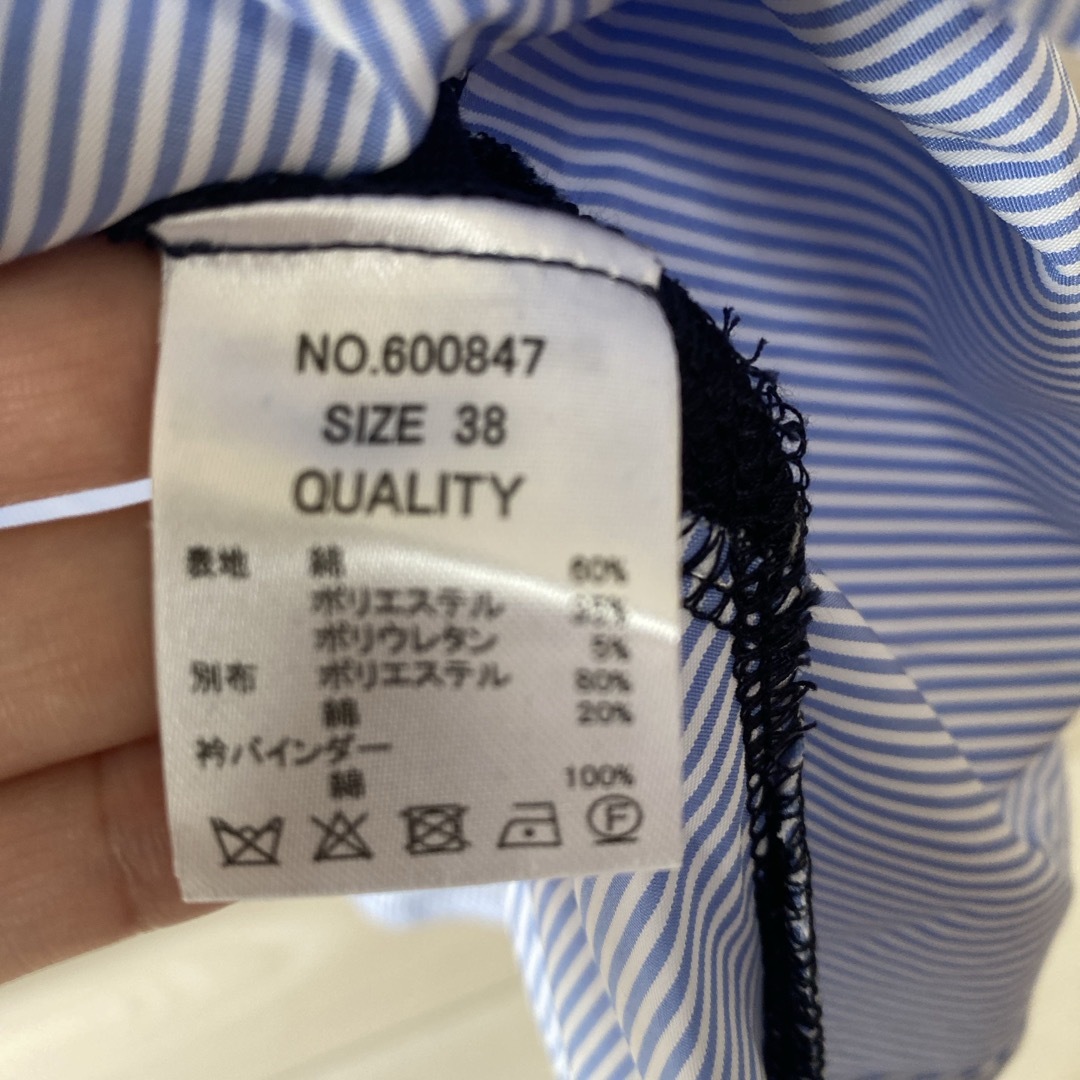 NO.600847
SIZE 38
QUALITY
表地 綿 60%
ポリエステル 35%
ポリウレタン 5%
別布 ポリエステル 80%
綿 20%
衿バインダー
綿 100%
F